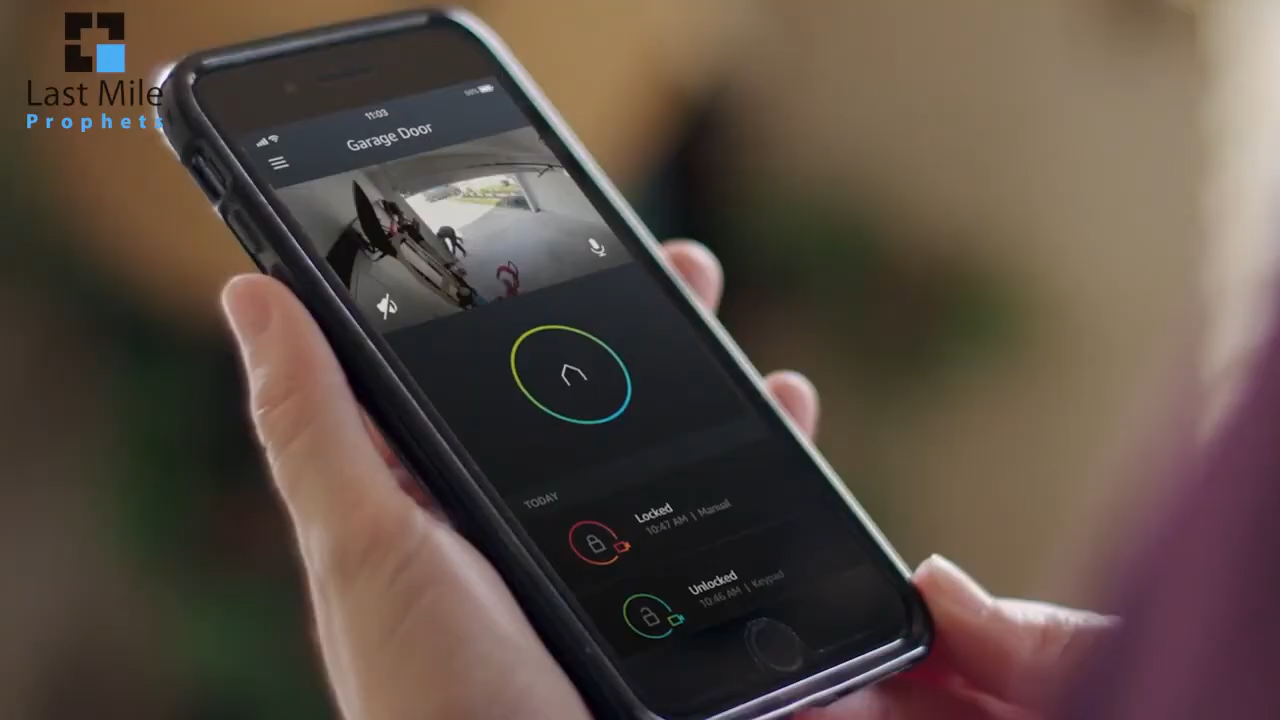 Last Mile
Prophets
11:03
Garage Door
TODAY
Locked
10:47 AM | Manual
Unlocked
10:46 AM | Keypad